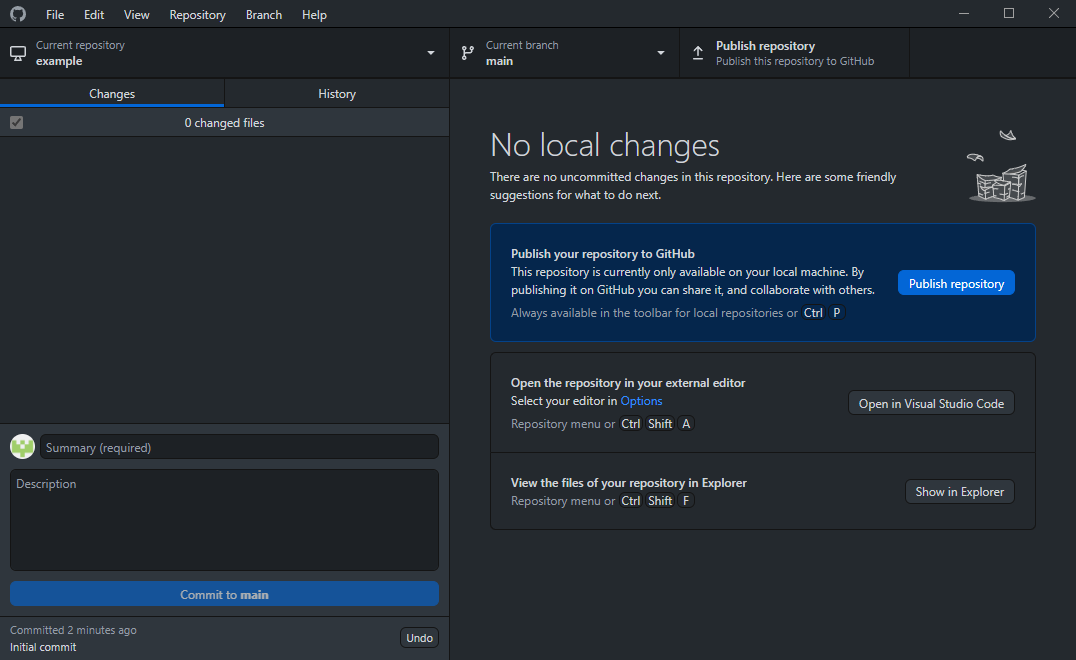 File Edit View Repository Branch Help
Current repository
example
Current branch
main
Publish repository
Publish this repository to GitHub
Changes
History
0 changed files
No local changes
There are no uncommitted changes in this repository. Here are some friendly
suggestions for what to do next.
Publish your repository to GitHub
This repository is currently only available on your local machine. By
publishing it on GitHub you can share it, and collaborate with others.
Always available in the toolbar for local repositories or Ctrl P
Publish repository
Open the repository in your external editor
Select your editor in Options
Repository menu or Ctrl Shift A
Open in Visual Studio Code
View the files of your repository in Explorer
Repository menu or Ctrl Shift F
Show in Explorer
Summary (required)
Description
Commit to main
Committed 2 minutes ago
Initial commit
Undo